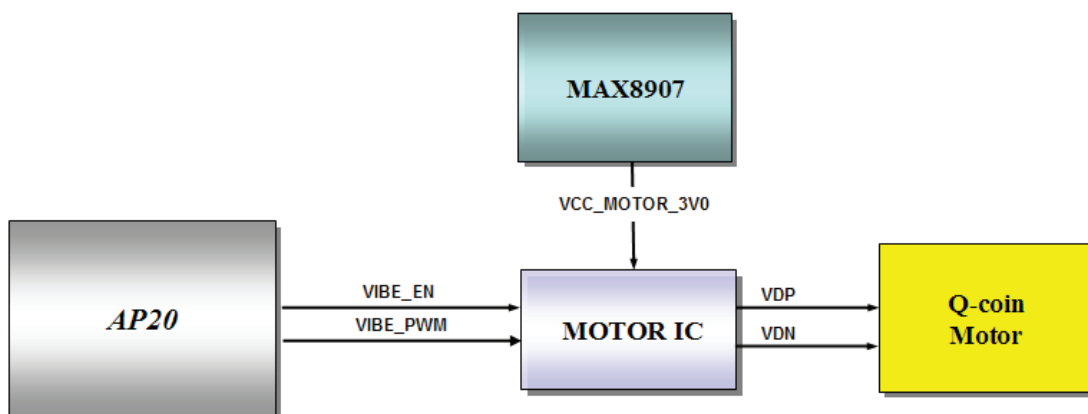 MAX8907
VCC_MOTOR_3V0
AP20
VIBE_EN
VIBE_PWM
MOTOR IC
VDP
VDN
Q-coin
Motor